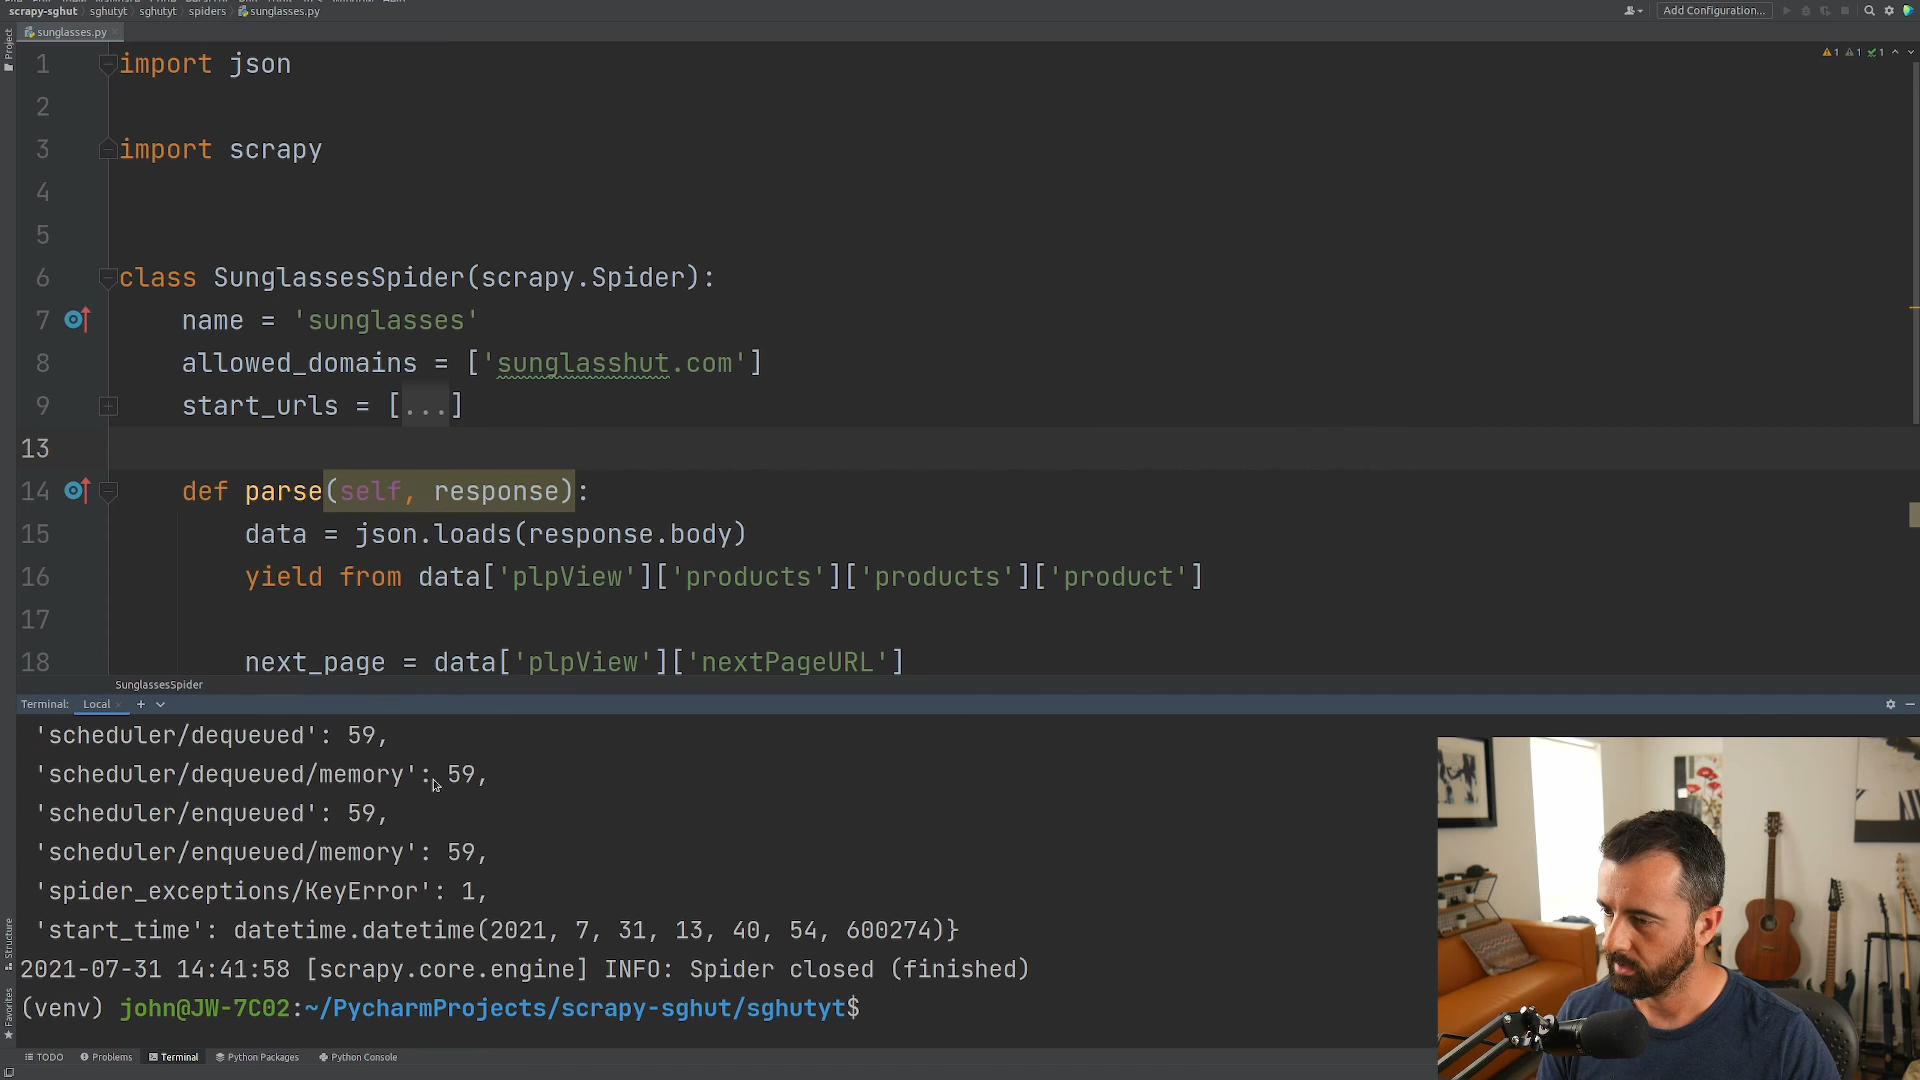 scrapy-sghut sghutyt sghutyt spiders sunglasses.py
Add Configuration...
sunglasses.py
Project
1 import json
1 1 1
2
3 import scrapy
4
5
6 class SunglassesSpider(scrapy.Spider):
7 name = 'sunglasses'
8 allowed_domains = ['sunglasshut.com']
9 start_urls = [...]
13
14 def parse(self, response):
15 data = json.loads(response.body)
16 yield from data['plpView']['products']['products']['product']
17
18 next_page = data['plpView']['nextPageURL']
SunglassesSpider
Terminal: Local
'scheduler/dequeued': 59,
'scheduler/dequeued/memory': 59,
'scheduler/enqueued': 59,
'scheduler/enqueued/memory': 59,
'spider_exceptions/KeyError': 1,
'start_time': datetime.datetime(2021, 7, 31, 13, 40, 54, 600274)}
2021-07-31 14:41:58 [scrapy.core.engine] INFO: Spider closed (finished)
(venv) john@JW-7C02:~/PycharmProjects/scrapy-sghut/sghutyt$
Structure
Favorites
TODO Problems Terminal Python Packages Python Console